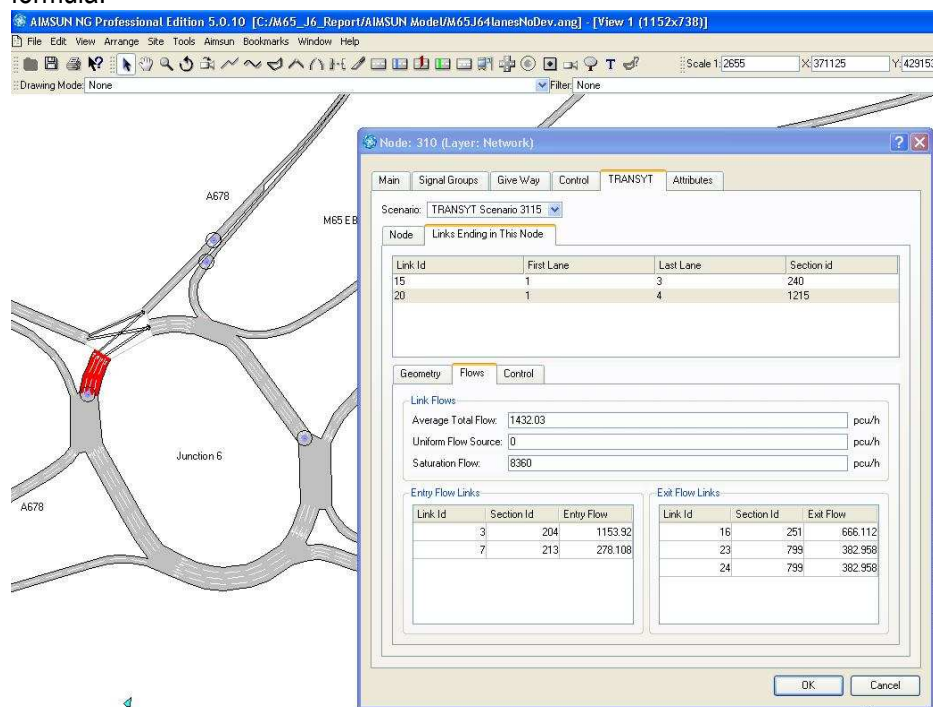 formula.
AIMSUN NG Professional Edition 5.0.10 [C:/M65_J6_Report/AIMSUN Model/M65J64lanesNoDev.ang] - [View 1 (1152x738)]
File Edit View Arrange Site Tools Aimsun Bookmarks Window Help
Scale 1: 2655 X: 371125 Y: 429153
Drawing Mode: None Filter: None
Node: 310 (Layer: Network)
Main Signal Groups Give Way Control TRANSYT Attributes
Scenario: TRANSYT Scenario 3115
Node Links Ending in This Node
Link Id First Lane Last Lane Section id
15 1 3 240
20 1 4 1215
Geometry Flows Control
Link Flows
Average Total Flow: 1432.03 pcu/h
Uniform Flow Source: 0 pcu/h
Saturation Flow: 8360 pcu/h
Entry Flow Links
Link Id Section Id Entry Flow
3 204 1153.92
7 213 278.108
Exit Flow Links
Link Id Section Id Exit Flow
16 251 666.112
23 799 382.958
24 799 382.958
OK Cancel
A678
M65 EB
Junction 6
A678